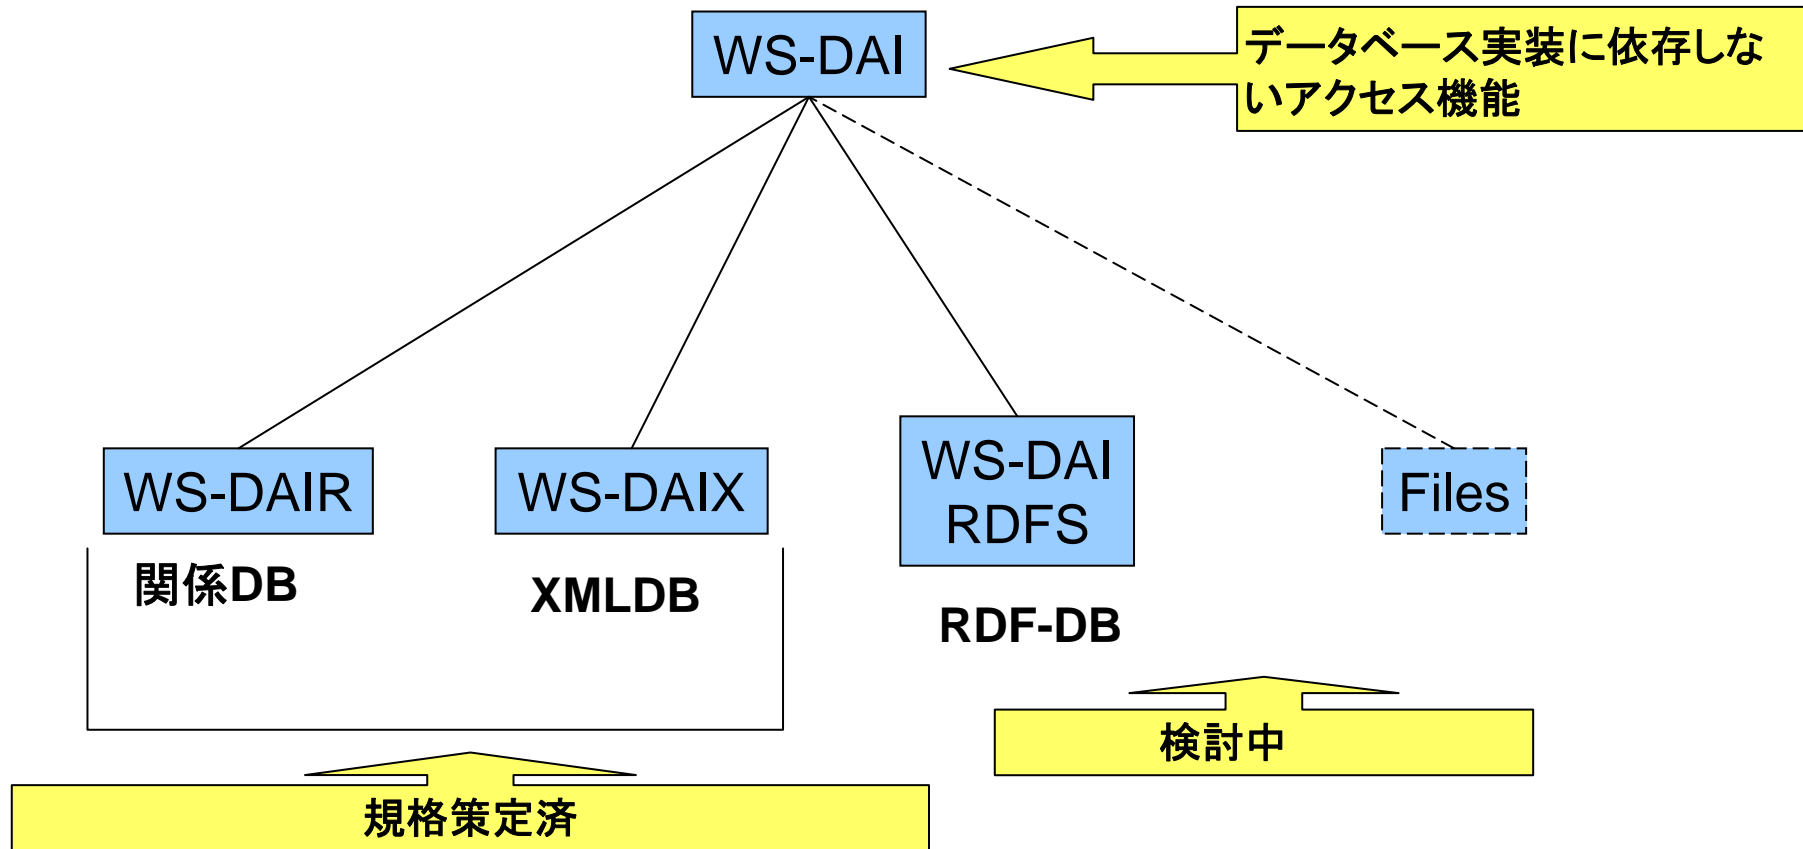 WS-DAI
データベース実装に依存しな
いアクセス機能
WS-DAIR
WS-DAIX
WS-DAI
RDFS
Files
関係DB
XMLDB
RDF-DB
検討中
規格策定済